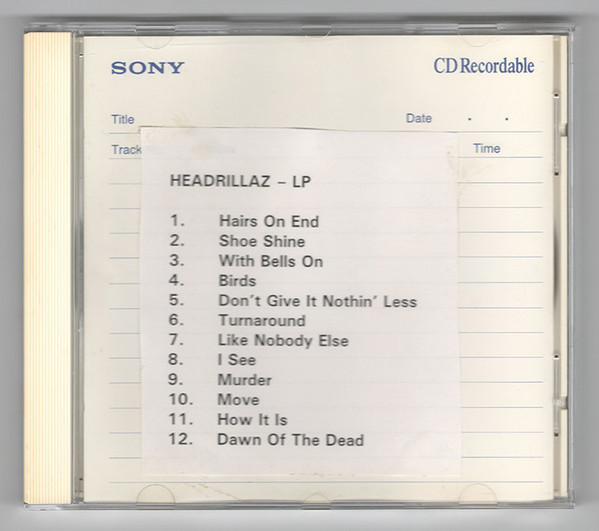 SONY CD Recordable
Title Date . .
Track Time
HEADRILLAZ - LP
1. Hairs On End
2. Shoe Shine
3. With Bells On
4. Birds
5. Don't Give It Nothin' Less
6. Turnaround
7. Like Nobody Else
8. I See
9. Murder
10. Move
11. How It Is
12. Dawn Of The Dead